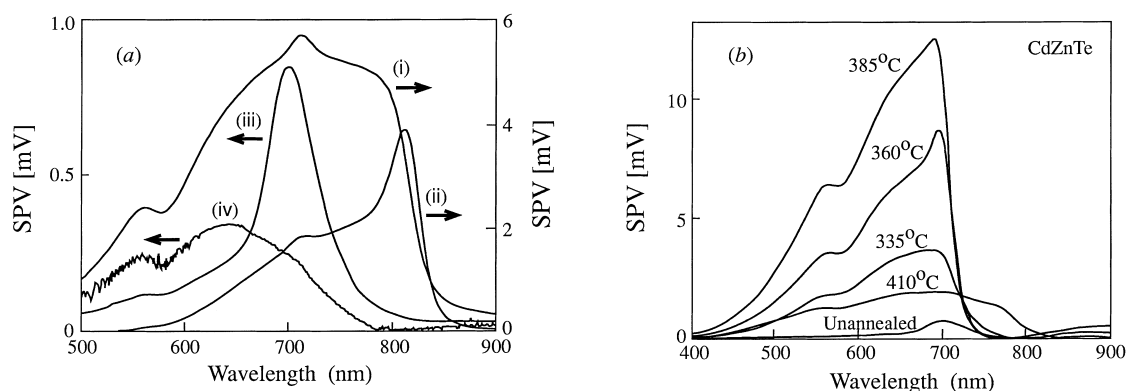 1.0
0.5
0
SPV [mV]
(a)
(i)
(iii)
(ii)
(iv)
6
4
2
0
SPV [mV]
500 600 700 800 900
Wavelength (nm)
(b)
CdZnTe
10
5
0
SPV [mV]
385°C
360°C
335°C
410°C
Unannealed
400 500 600 700 800 900
Wavelength (nm)